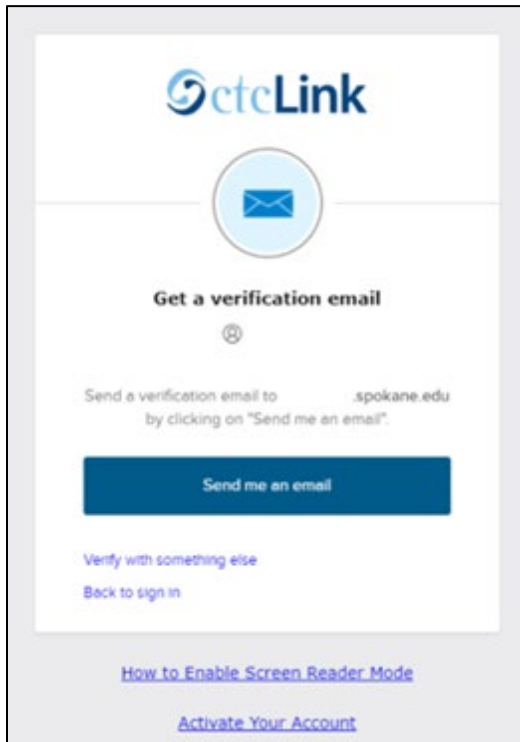 ctcLink
Get a verification email
Send a verification email to .spokane.edu
by clicking on "Send me an email".
Send me an email
Verify with something else
Back to sign in
How to Enable Screen Reader Mode
Activate Your Account